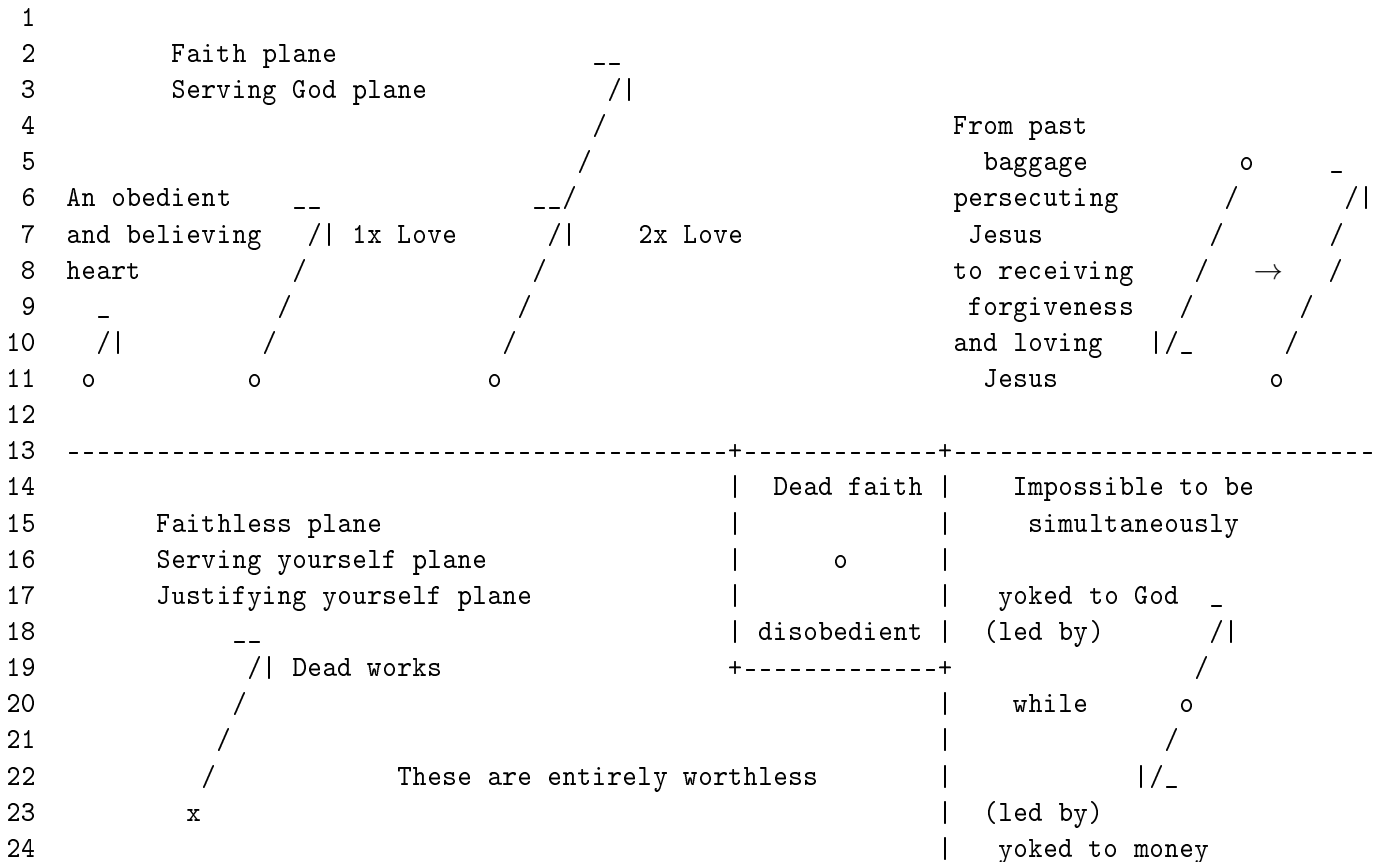 1
2         Faith plane                 __
3         Serving God plane            /|
4                                     /                       From past
5                                    /                          baggage          o     _
6  An obedient    __              __/                         persecuting       /       /|
7  and believing   /| 1x Love      /|    2x Love               Jesus           /       /
8  heart          /               /                           to receiving    /   →   /
9    _           /               /                             forgiveness   /       /
10   /|         /               /                             and loving   |/_      /
11  o          o               o                                Jesus              o
12
13 --------------------------------------------+-------------+----------------------------
14                                             |  Dead faith |    Impossible to be
15       Faithless plane                       |             |     simultaneously
16       Serving yourself plane                |      o      |
17       Justifying yourself plane             |             |   yoked to God  _
18            __                               | disobedient |  (led by)       /|
19             /| Dead works                   +-------------+                /
20            /                                              |    while      o
21           /                                               |              /
22          /            These are entirely worthless        |            |/_
23         x                                                 |  (led by)
24                                                           |   yoked to money